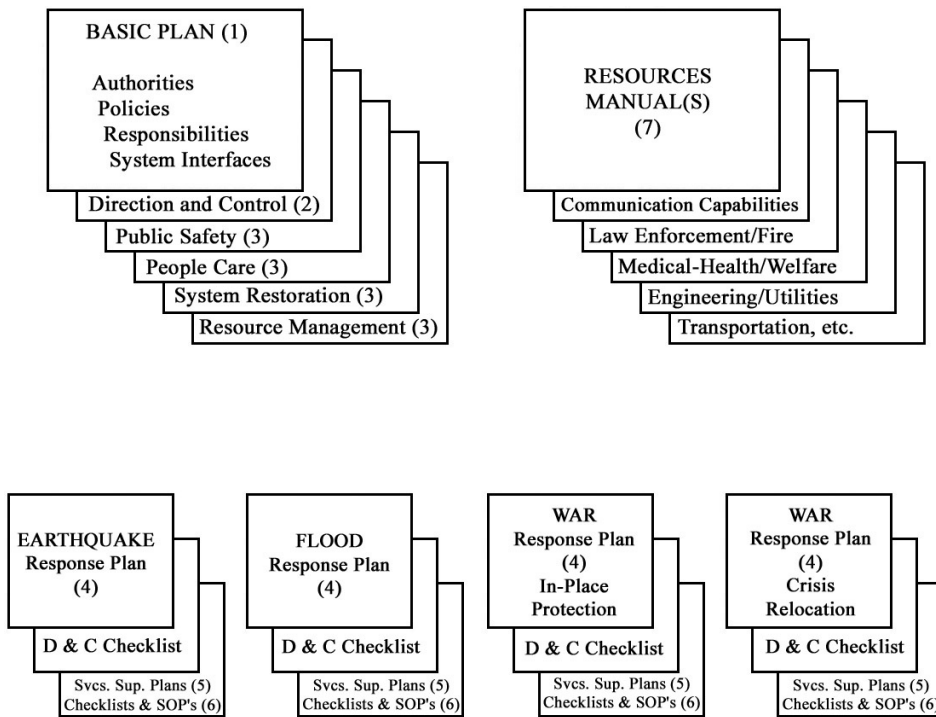 BASIC PLAN (1)
Authorities
Policies
Responsibilities
System Interfaces
Direction and Control (2)
Public Safety (3)
People Care (3)
System Restoration (3)
Resource Management (3)
RESOURCES
MANUAL(S)
(7)
Communication Capabilities
Law Enforcement/Fire
Medical-Health/Welfare
Engineering/Utilities
Transportation, etc.
EARTHQUAKE
Response Plan
(4)
D & C Checklist
Svcs. Sup. Plans (5)
Checklists & SOP's (6)
FLOOD
Response Plan
(4)
D & C Checklist
Svcs. Sup. Plans (5)
Checklists & SOP's (6)
WAR
Response Plan
(4)
In-Place
Protection
D & C Checklist
Svcs. Sup. Plans (5)
Checklists & SOP's (6)
WAR
Response Plan
(4)
Crisis
Relocation
D & C Checklist
Svcs. Sup. Plans (5)
Checklists & SOP's (6)